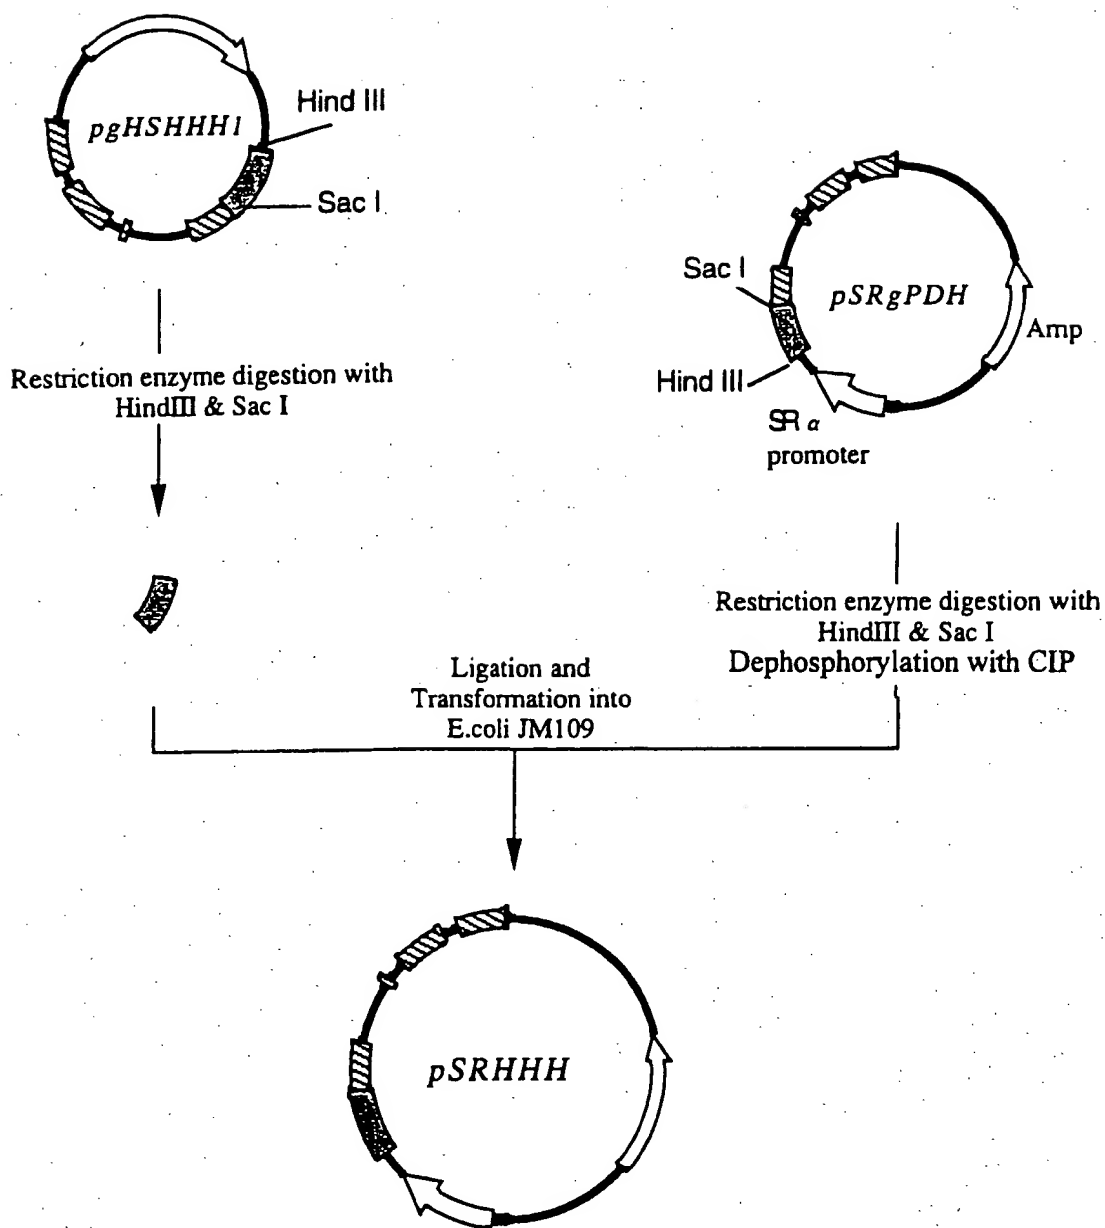 Hind III
pgHSHHH1
Sac I
Restriction enzyme digestion with
HindIII & Sac I
Sac I
pSRgPDH
Amp
Hind III
SR α
promoter
Restriction enzyme digestion with
HindIII & Sac I
Dephosphorylation with CIP
Ligation and
Transformation into
E.coli JM109
pSRHHH